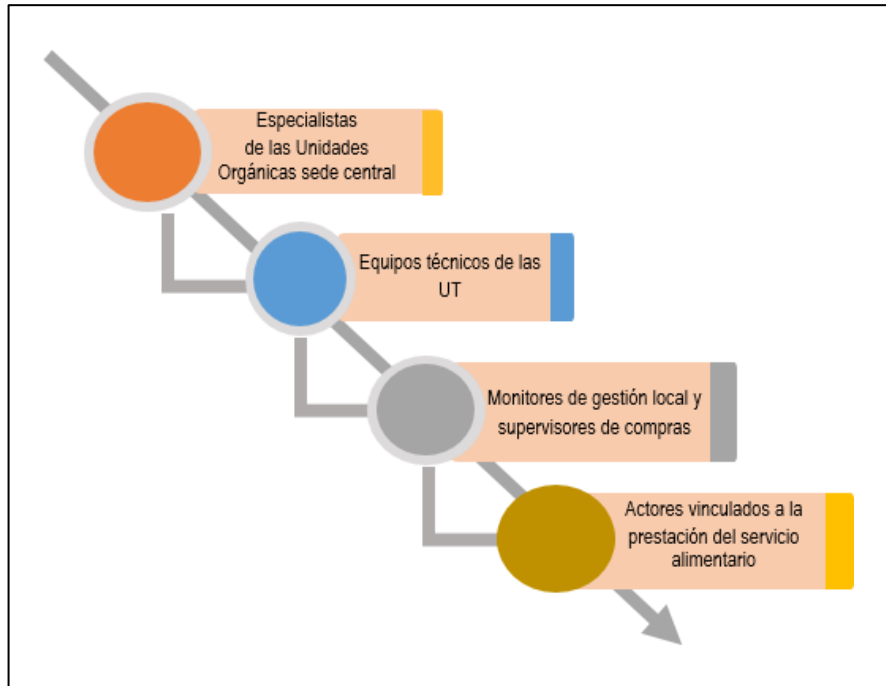 Especialistas
de las Unidades
Orgánicas sede central
Equipos técnicos de las
UT
Monitores de gestión local y
supervisores de compras
Actores vinculados a la
prestación del servicio
alimentario